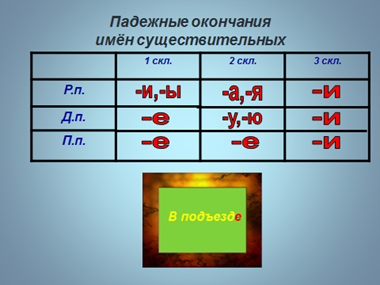 Падежные окончания
имён существительных
1 скл. 2 скл. 3 скл.
Р.п. -и,-ы -а,-я -и
Д.п. -е -у,-ю -и
П.п. -е -е -и
В подъезде